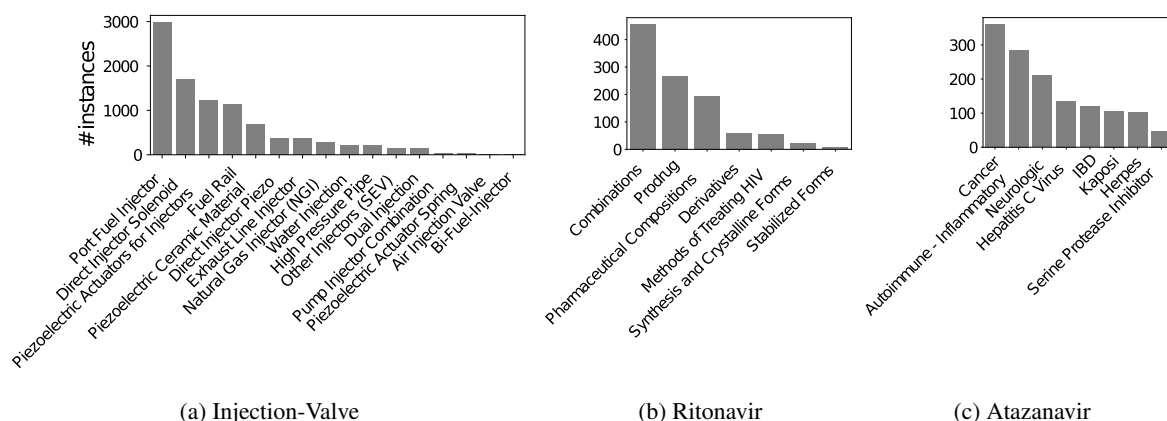 # instances
3000
2000
1000
0
Port Fuel Injector
Direct Injector Solenoid
Piezoelectric Actuators for Injectors
Fuel Rail
Piezoelectric Ceramic Material
Direct Injector Piezo
Exhaust Line Injector
Natural Gas Injector (NGI)
Water Injection
High Pressure Pipe
Other Injectors (SEV)
Dual Injection
Pump Injector Combination
Piezoelectric Actuator Spring
Air Injection Valve
Bi-Fuel-Injector
(a) Injection-Valve
400
300
200
100
0
Combinations
Prodrug
Pharmaceutical Compositions
Derivatives
Methods of Treating HIV
Synthesis and Crystalline Forms
Stabilized Forms
(b) Ritonavir
300
200
100
0
Cancer
Autoimmune - Inflammatory
Neurologic
Hepatitis C Virus
IBD
Kaposi
Herpes
Serine Protease Inhibitor
(c) Atazanavir